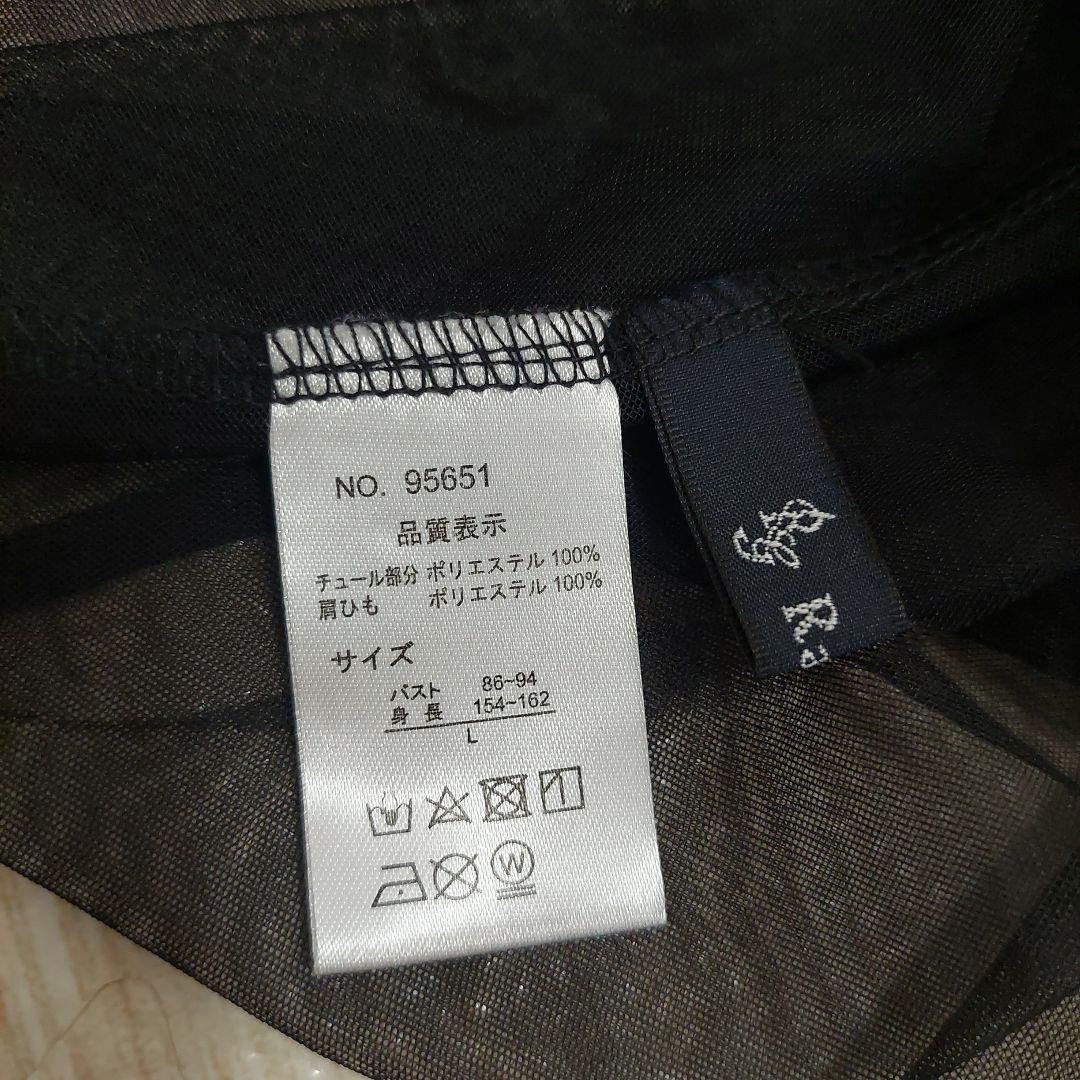 NO. 95651
品質表示
チュール部分 ポリエステル 100%
肩ひも ポリエステル 100%
サイズ
バスト 86~94
身長 154~162
L
W
R-